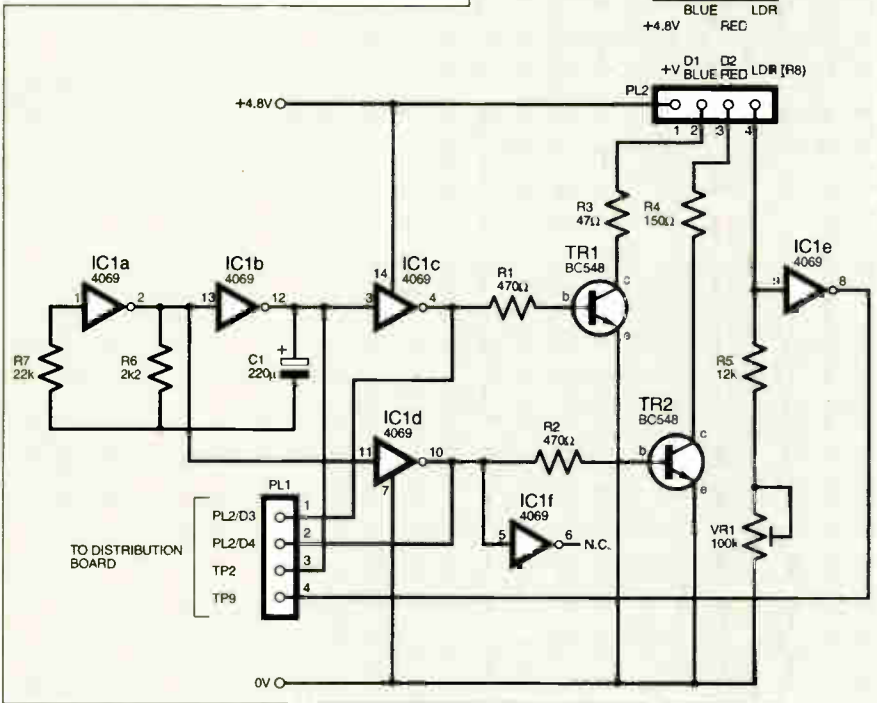 BLUE LDR
+4.8V RED
+V D1 BLUE D2 RED LDR (R8)
PL2
1 2 3 4
+4.8V
R3
47Ω
R4
150Ω
IC1a
4069
1 2
IC1b
4069
13 12
IC1c
4069
14
3 4
R1
470Ω
TR1
BC548
b c e
IC1e
4069
9 8
R7
22k
R6
2k2
+
C1
220µ
R5
12k
IC1d
4069
11 10
7
R2
470Ω
TR2
BC548
b c e
IC1f
4069
5 6 N.C.
VR1
100k
PL1
TO DISTRIBUTION
BOARD
PL2/D3 1
PL2/D4 2
TP2 3
TP9 4
0V